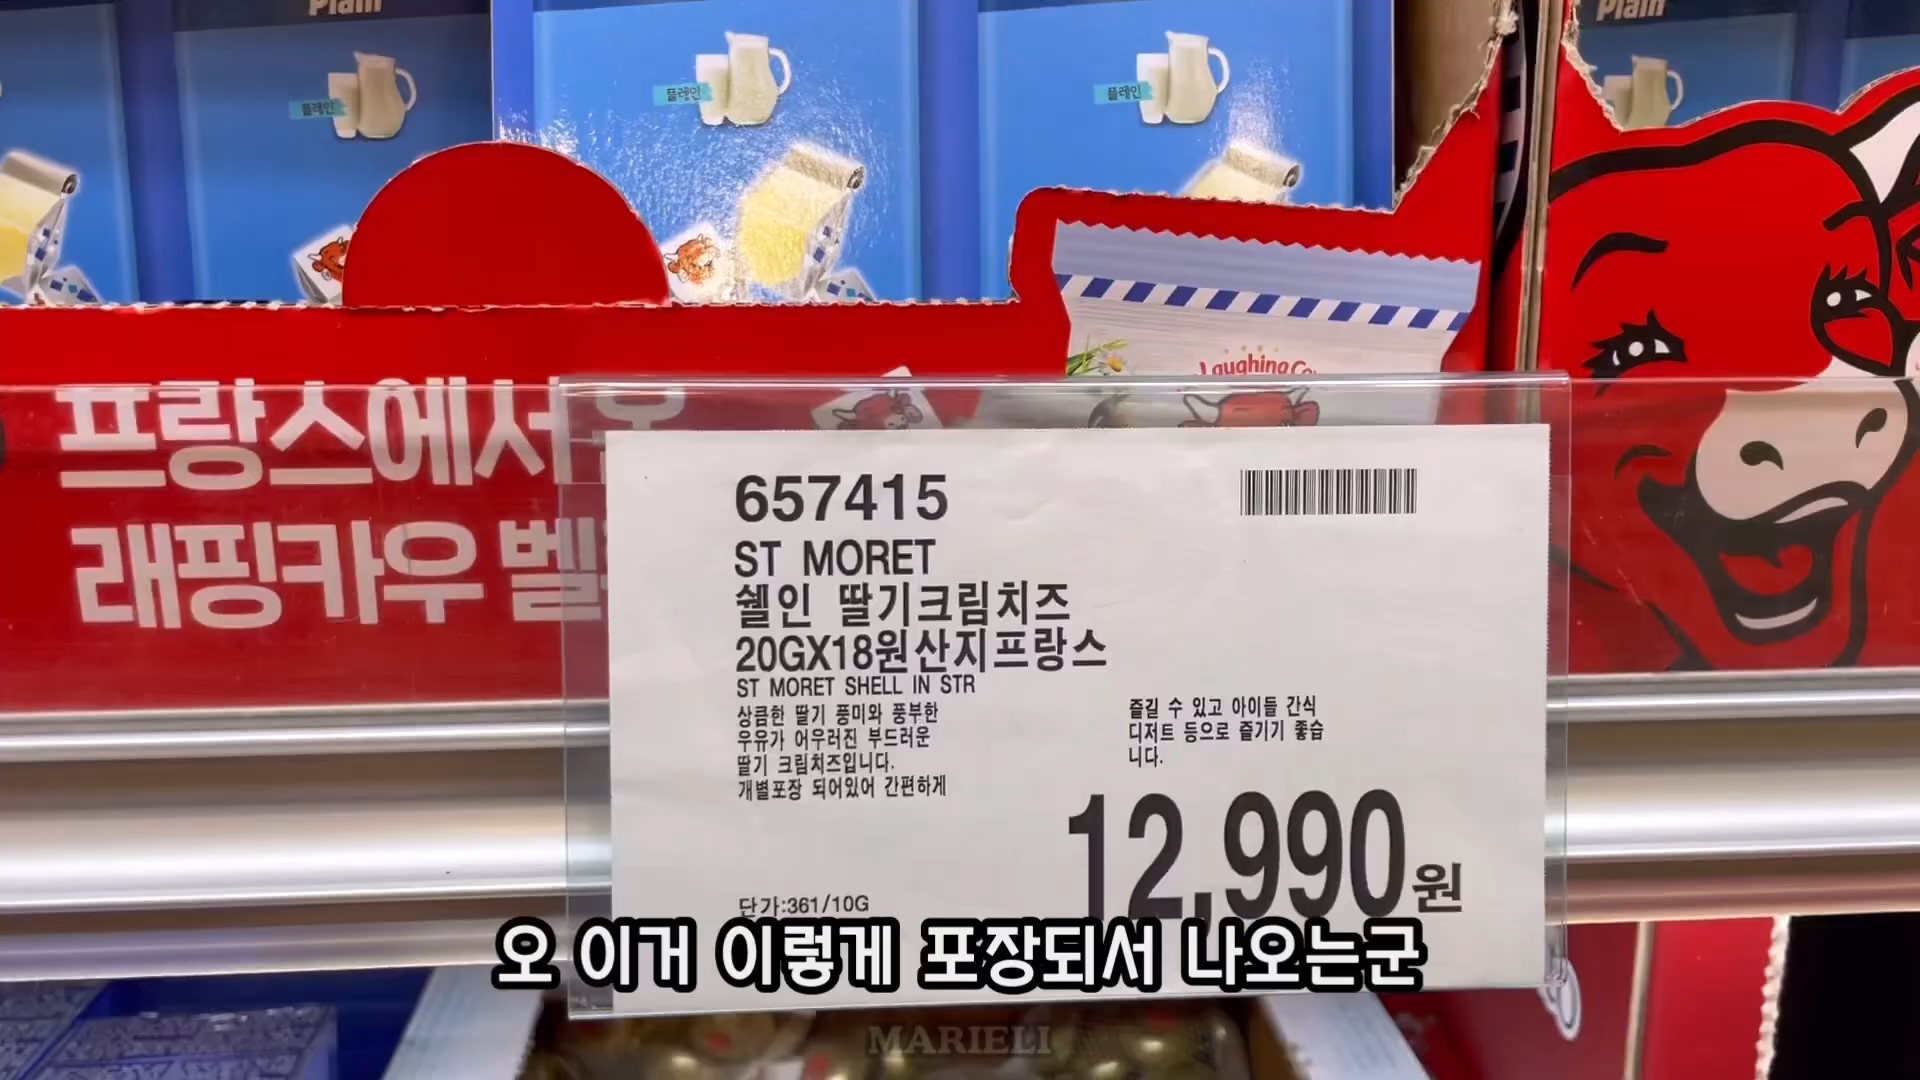 Plain
Plain
플레인
플레인
플레인
Laughing
프랑스에서
래핑카우 벨
657415
ST MORET
쉘인 딸기크림치즈
20GX18원산지프랑스
ST MORET SHELL IN STR
상큼한 딸기 풍미와 풍부한
우유가 어우러진 부드러운
딸기 크림치즈입니다.
개별포장 되어있어 간편하게
즐길 수 있고 아이들 간식
디저트 등으로 즐기기 좋습
니다.
12,990원
단가:361/10G
오 이거 이렇게 포장되서 나오는군
MARIELI